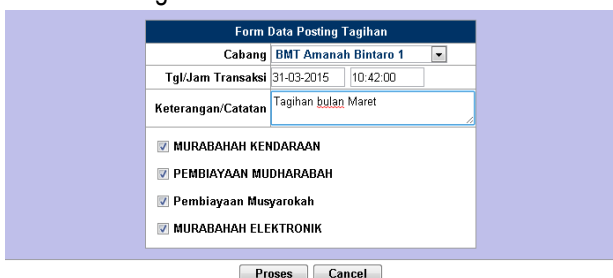 Form Data Posting Tagihan
Cabang BMT Amanah Bintaro 1
Tgl/Jam Transaksi 31-03-2015 10:42:00
Keterangan/Catatan Tagihan bulan Maret
MURABAHAH KENDARAAN
PEMBIAYAAN MUDHARABAH
Pembiayaan Musyarokah
MURABAHAH ELEKTRONIK
Proses Cancel